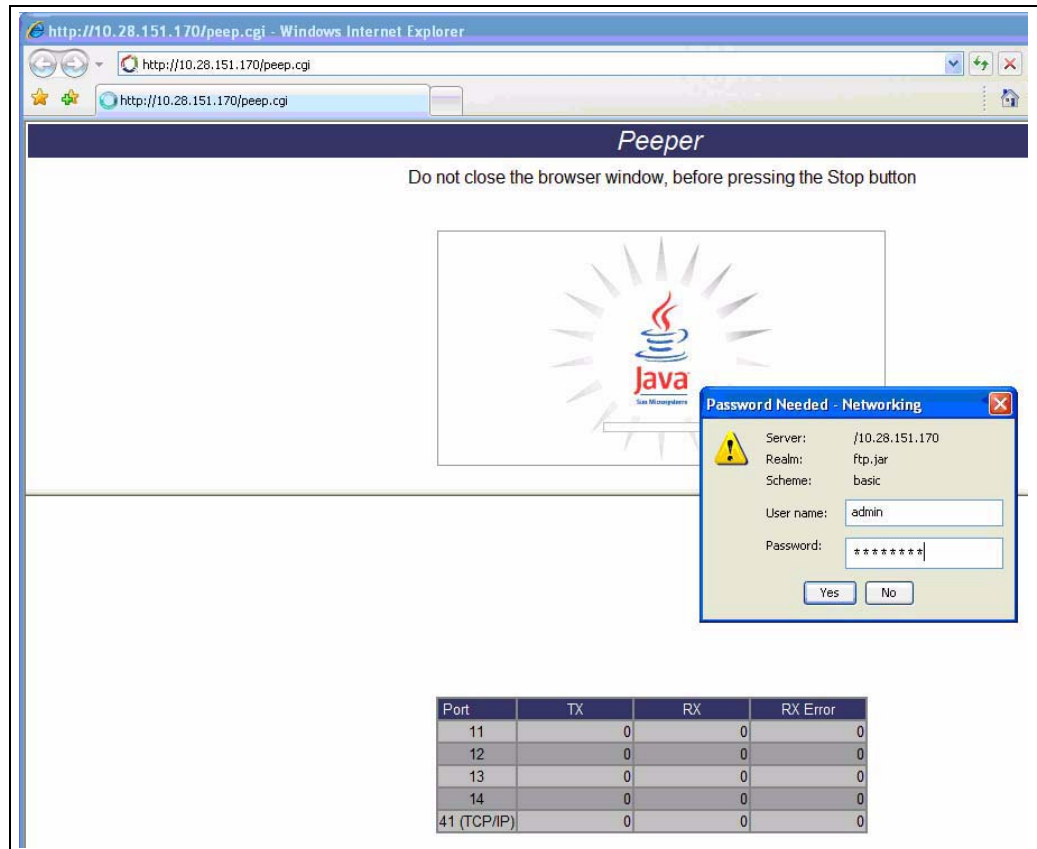 http://10.28.151.170/peep.cgi - Windows Internet Explorer
http://10.28.151.170/peep.cgi
http://10.28.151.170/peep.cgi
Peeper
Do not close the browser window, before pressing the Stop button
Java
Sun Microsystems
Password Needed - Networking
Server: /10.28.151.170
Realm: ftp.jar
Scheme: basic
User name: admin
Password: ********
Yes No
Port TX RX RX Error
11 0 0 0
12 0 0 0
13 0 0 0
14 0 0 0
41 (TCP/IP) 0 0 0